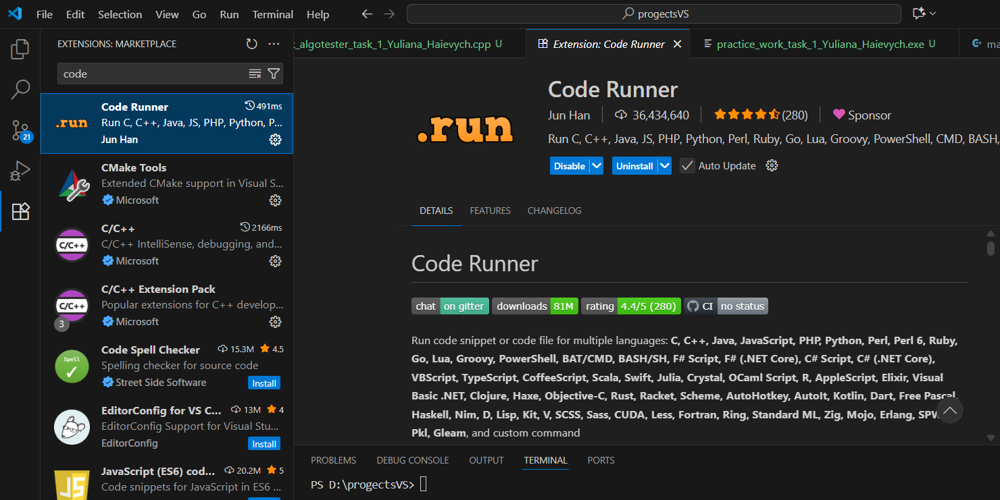 File Edit Selection View Go Run Terminal Help
progectsVS
EXTENSIONS: MARKETPLACE
code
21
.run
Code Runner 491ms
Run C, C++, Java, JS, PHP, Python, P...
Jun Han
CMake Tools
Extended CMake support in Visual S...
Microsoft
C/C++
C/C++ 2166ms
C/C++ IntelliSense, debugging, and...
Microsoft
C/C++
3
C/C++ Extension Pack
Popular extensions for C++ develop...
Microsoft
Spell
Code Spell Checker 15.3M 4.5
Spelling checker for source code
Street Side Software Install
EditorConfig for VS C... 13M 4
EditorConfig Support for Visual Stu...
EditorConfig Install
JS
JavaScript (ES6) cod... 20.2M 5
Code snippets for JavaScript in ES6 ...
_algotester_task_1_Yuliana_Haievych.cpp U
Extension: Code Runner
practice_work_task_1_Yuliana_Haievych.exe U
ma
.run
Code Runner
Jun Han 36,434,640 (280) Sponsor
Run C, C++, Java, JS, PHP, Python, Perl, Ruby, Go, Lua, Groovy, PowerShell, CMD, BASH,
Disable Uninstall Auto Update
DETAILS FEATURES CHANGELOG
Code Runner
chat on gitter downloads 81M rating 4.4/5 (280) CI no status
Run code snippet or code file for multiple languages: C, C++, Java, JavaScript, PHP, Python, Perl, Perl 6, Ruby,
Go, Lua, Groovy, PowerShell, BAT/CMD, BASH/SH, F# Script, F# (.NET Core), C# Script, C# (.NET Core),
VBScript, TypeScript, CoffeeScript, Scala, Swift, Julia, Crystal, OCaml Script, R, AppleScript, Elixir, Visual
Basic .NET, Clojure, Haxe, Objective-C, Rust, Racket, Scheme, AutoHotkey, AutoIt, Kotlin, Dart, Free Pascal,
Haskell, Nim, D, Lisp, Kit, V, SCSS, Sass, CUDA, Less, Fortran, Ring, Standard ML, Zig, Mojo, Erlang,
Pkl, Gleam, and custom command
PROBLEMS DEBUG CONSOLE OUTPUT TERMINAL PORTS
PS D:\progectsVS>